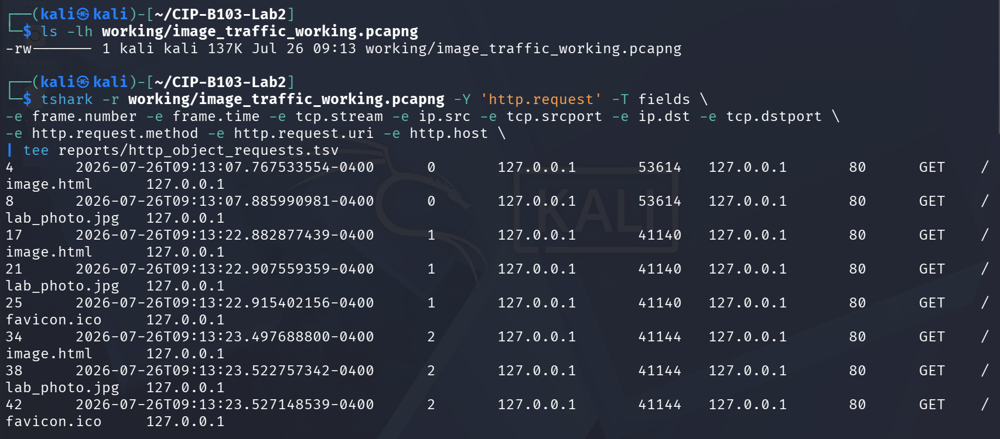 Home
┌──(kali㉿kali)-[~/CIP-B103-Lab2]
└─$ ls -lh working/image_traffic_working.pcapng
-rw------- 1 kali kali 137K Jul 26 09:13 working/image_traffic_working.pcapng
File System
┌──(kali㉿kali)-[~/CIP-B103-Lab2]
└─$ tshark -r working/image_traffic_working.pcapng -Y 'http.request' -T fields \
-e frame.number -e frame.time -e tcp.stream -e ip.src -e tcp.srcport -e ip.dst -e tcp.dstport \
-e http.request.method -e http.request.uri -e http.host \
| tee reports/http_object_requests.tsv
4	2026-07-26T09:13:07.767533554-0400	0	127.0.0.1	53614	127.0.0.1	80	GET	/
image.html	127.0.0.1
8	2026-07-26T09:13:07.885990981-0400	0	127.0.0.1	53614	127.0.0.1	80	GET	/
lab_photo.jpg	127.0.0.1
17	2026-07-26T09:13:22.882877439-0400	1	127.0.0.1	41140	127.0.0.1	80	GET	/
image.html	127.0.0.1
21	2026-07-26T09:13:22.907559359-0400	1	127.0.0.1	41140	127.0.0.1	80	GET	/
lab_photo.jpg	127.0.0.1
25	2026-07-26T09:13:22.915402156-0400	1	127.0.0.1	41140	127.0.0.1	80	GET	/
favicon.ico	127.0.0.1
34	2026-07-26T09:13:23.497688800-0400	2	127.0.0.1	41144	127.0.0.1	80	GET	/
image.html	127.0.0.1
38	2026-07-26T09:13:23.522757342-0400	2	127.0.0.1	41144	127.0.0.1	80	GET	/
lab_photo.jpg	127.0.0.1
42	2026-07-26T09:13:23.527148539-0400	2	127.0.0.1	41144	127.0.0.1	80	GET	/
favicon.ico	127.0.0.1
KALI